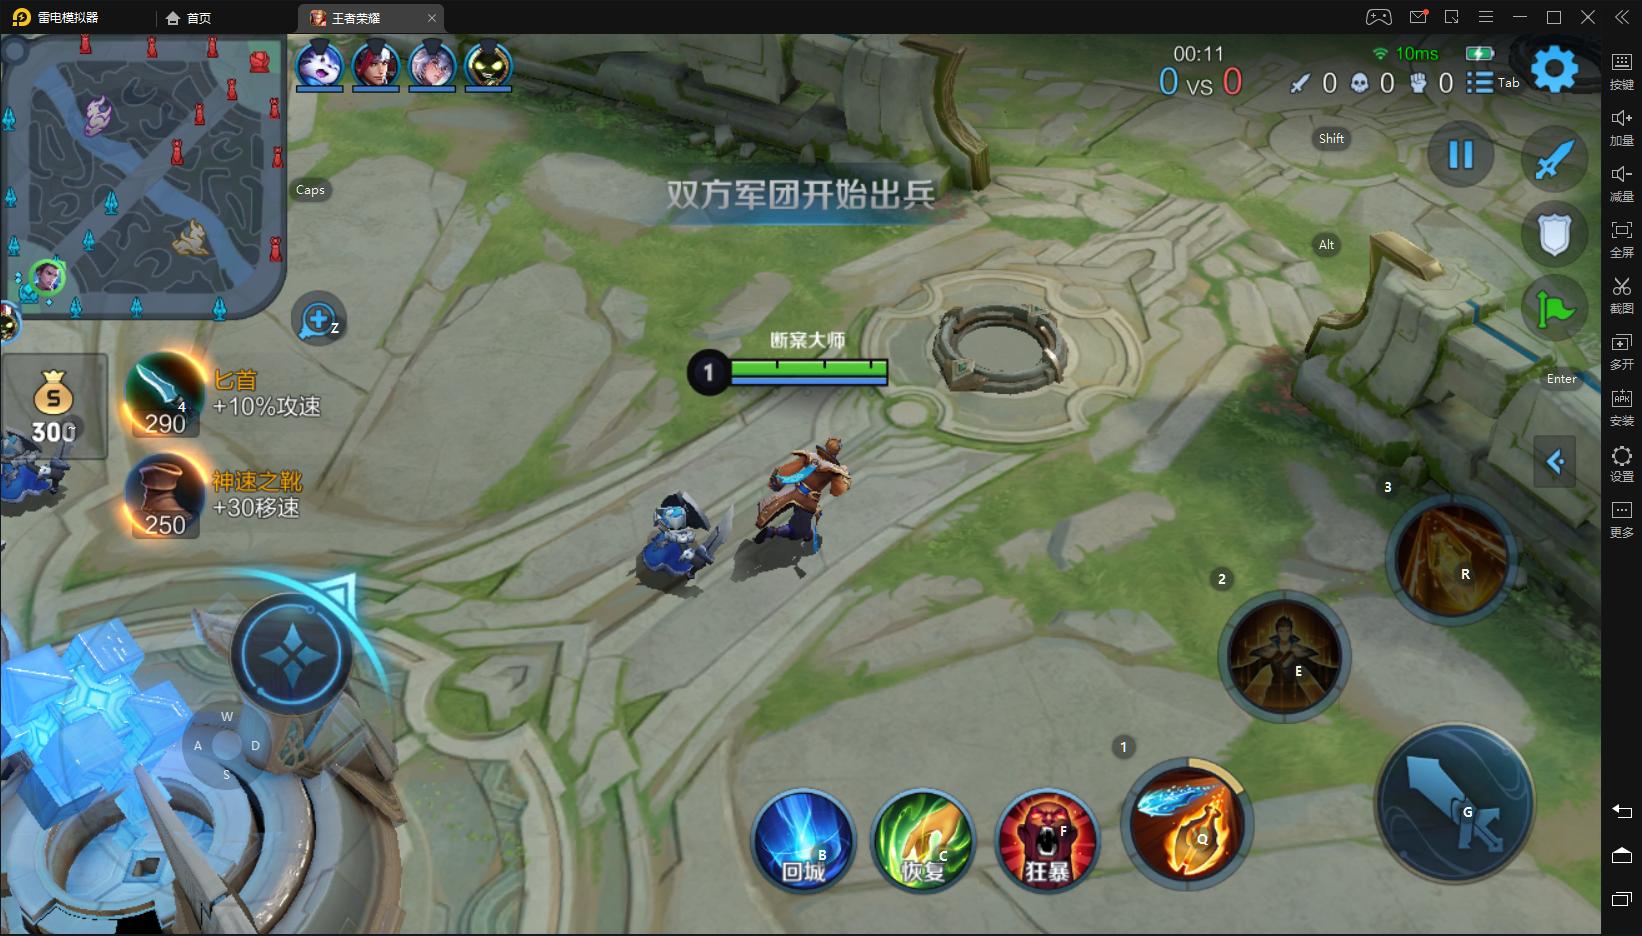 雷电模拟器
首页
王者荣耀
00:11
10ms
0 VS 0
0
0
0
Tab
Shift
Caps
双方军团开始出兵
Alt
Z
断案大师
1
S
300
匕首
+10%攻速
4
290
神速之靴
+30移速
250
Enter
3
R
2
E
W
A
D
S
1
G
B
回城
C
恢复
F
狂暴
Q
按键
加量
减量
全屏
截图
多开
APK
安装
设置
更多